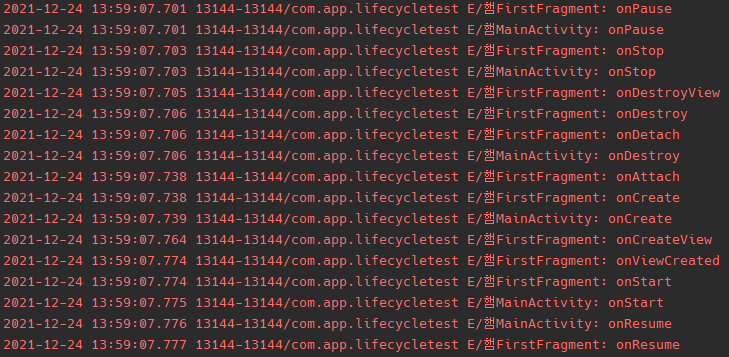 2021-12-24 13:59:07.701 13144-13144/com.app.lifecycletest E/햄FirstFragment: onPause
2021-12-24 13:59:07.701 13144-13144/com.app.lifecycletest E/햄MainActivity: onPause
2021-12-24 13:59:07.703 13144-13144/com.app.lifecycletest E/햄FirstFragment: onStop
2021-12-24 13:59:07.703 13144-13144/com.app.lifecycletest E/햄MainActivity: onStop
2021-12-24 13:59:07.705 13144-13144/com.app.lifecycletest E/햄FirstFragment: onDestroyView
2021-12-24 13:59:07.706 13144-13144/com.app.lifecycletest E/햄FirstFragment: onDestroy
2021-12-24 13:59:07.706 13144-13144/com.app.lifecycletest E/햄FirstFragment: onDetach
2021-12-24 13:59:07.706 13144-13144/com.app.lifecycletest E/햄MainActivity: onDestroy
2021-12-24 13:59:07.738 13144-13144/com.app.lifecycletest E/햄FirstFragment: onAttach
2021-12-24 13:59:07.738 13144-13144/com.app.lifecycletest E/햄FirstFragment: onCreate
2021-12-24 13:59:07.739 13144-13144/com.app.lifecycletest E/햄MainActivity: onCreate
2021-12-24 13:59:07.764 13144-13144/com.app.lifecycletest E/햄FirstFragment: onCreateView
2021-12-24 13:59:07.774 13144-13144/com.app.lifecycletest E/햄FirstFragment: onViewCreated
2021-12-24 13:59:07.774 13144-13144/com.app.lifecycletest E/햄FirstFragment: onStart
2021-12-24 13:59:07.775 13144-13144/com.app.lifecycletest E/햄MainActivity: onStart
2021-12-24 13:59:07.776 13144-13144/com.app.lifecycletest E/햄MainActivity: onResume
2021-12-24 13:59:07.777 13144-13144/com.app.lifecycletest E/햄FirstFragment: onResume